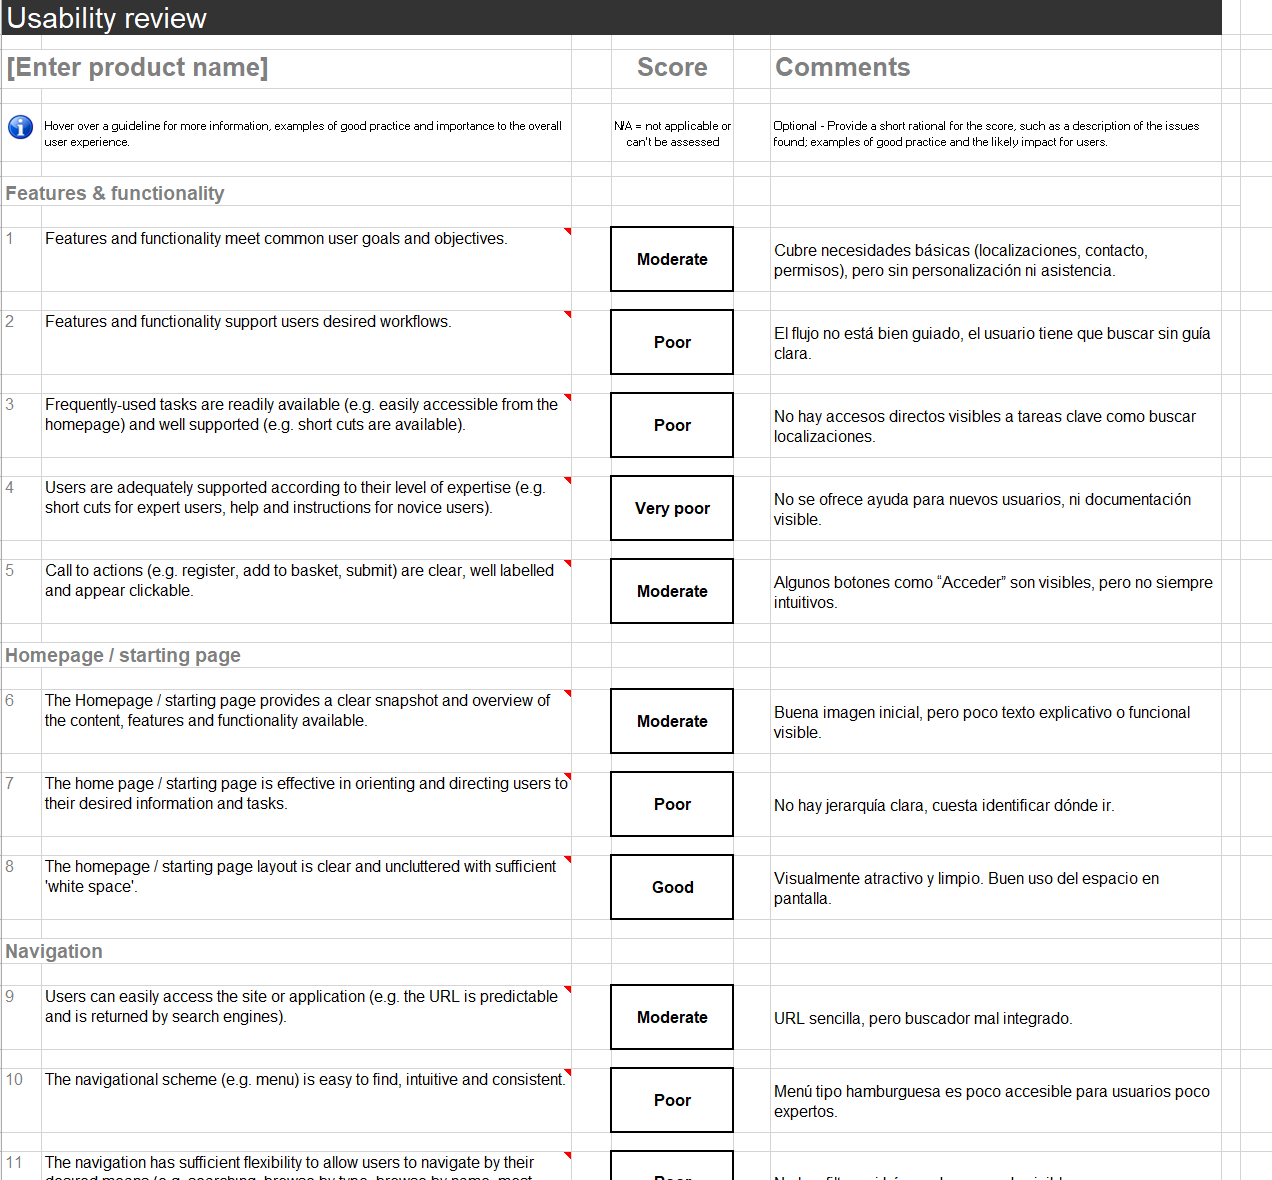 Usability review
[Enter product name]
Score
Comments
Hover over a guideline for more information, examples of good practice and importance to the overall
user experience.
N/A = not applicable or
can't be assessed
Optional - Provide a short rational for the score, such as a description of the issues
found; examples of good practice and the likely impact for users.
Features & functionality
1
Features and functionality meet common user goals and objectives.
Moderate
Cubre necesidades básicas (localizaciones, contacto,
permisos), pero sin personalización ni asistencia.
2
Features and functionality support users desired workflows.
Poor
El flujo no está bien guiado, el usuario tiene que buscar sin guía
clara.
3
Frequently-used tasks are readily available (e.g. easily accessible from the
homepage) and well supported (e.g. short cuts are available).
Poor
No hay accesos directos visibles a tareas clave como buscar
localizaciones.
4
Users are adequately supported according to their level of expertise (e.g.
short cuts for expert users, help and instructions for novice users).
Very poor
No se ofrece ayuda para nuevos usuarios, ni documentación
visible.
5
Call to actions (e.g. register, add to basket, submit) are clear, well labelled
and appear clickable.
Moderate
Algunos botones como “Acceder” son visibles, pero no siempre
intuitivos.
Homepage / starting page
6
The Homepage / starting page provides a clear snapshot and overview of
the content, features and functionality available.
Moderate
Buena imagen inicial, pero poco texto explicativo o funcional
visible.
7
The home page / starting page is effective in orienting and directing users to
their desired information and tasks.
Poor
No hay jerarquía clara, cuesta identificar dónde ir.
8
The homepage / starting page layout is clear and uncluttered with sufficient
'white space'.
Good
Visualmente atractivo y limpio. Buen uso del espacio en
pantalla.
Navigation
9
Users can easily access the site or application (e.g. the URL is predictable
and is returned by search engines).
Moderate
URL sencilla, pero buscador mal integrado.
10
The navigational scheme (e.g. menu) is easy to find, intuitive and consistent.
Poor
Menú tipo hamburguesa es poco accesible para usuarios poco
expertos.
11
The navigation has sufficient flexibility to allow users to navigate by their
desired means (e.g. searching, browse by type, browse by name, most
Poor